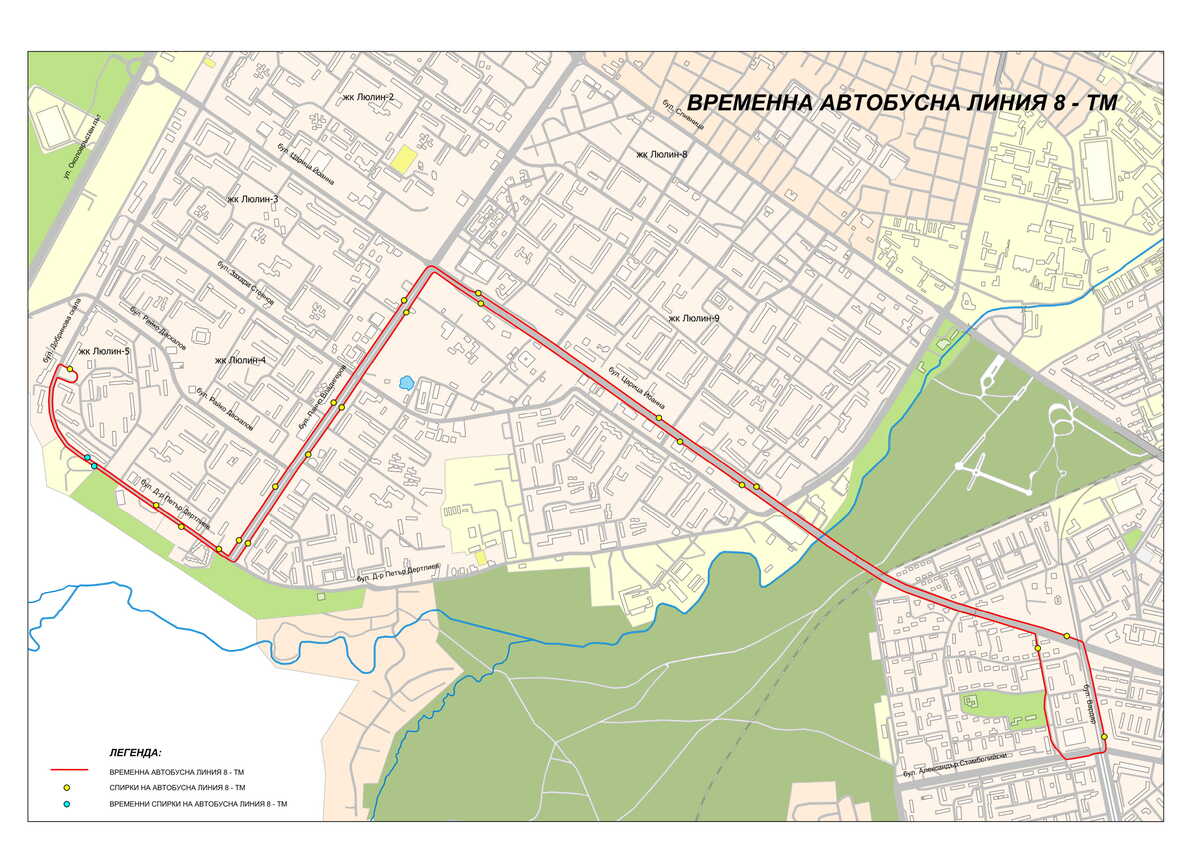 ВРЕМЕННА АВТОБУСНА ЛИНИЯ 8 - ТМ
жк Люлин-2
бул. Сливница
ул. Околовръстен път
бул. Царица Йоанна
жк Люлин-8
жк Люлин-3
бул. Захари Стоянов
бул. Добринова скала
бул. Райко Даскалов
жк Люлин-9
жк Люлин-5
жк Люлин-4
бул. Панчо Владигеров
бул. Царица Йоанна
бул. Райко Даскалов
бул. Д-р Петър Дертлиев
бул. Д-р Петър Дертлиев
бул. Вардар
бул. Александър Стамболийски
ЛЕГЕНДА:
ВРЕМЕННА АВТОБУСНА ЛИНИЯ 8 - ТМ
СПИРКИ НА АВТОБУСНА ЛИНИЯ 8 - ТМ
ВРЕМЕННИ СПИРКИ НА АВТОБУСНА ЛИНИЯ 8 - ТМ